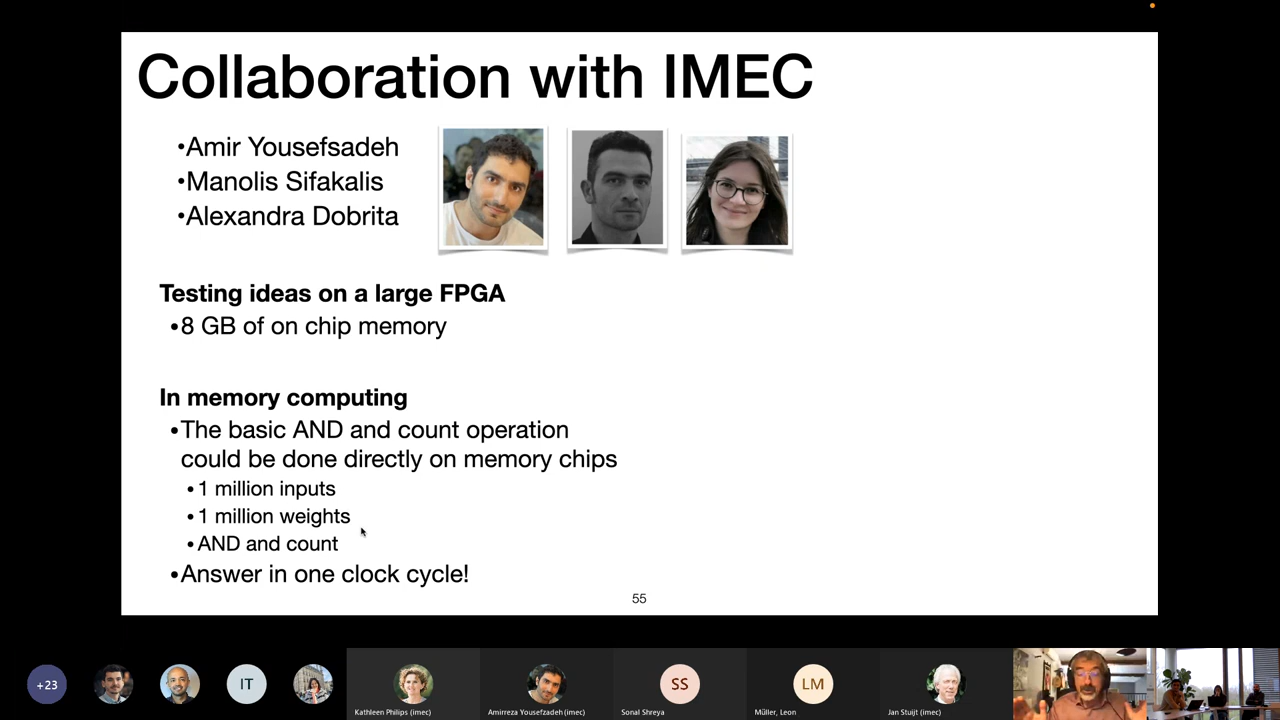 Collaboration with IMEC
•Amir Yousefsadeh
•Manolis Sifakalis
•Alexandra Dobrita
Testing ideas on a large FPGA
•8 GB of on chip memory
In memory computing
•The basic AND and count operation
could be done directly on memory chips
•1 million inputs
•1 million weights
•AND and count
•Answer in one clock cycle!
55
+23
IT
SS
LM
Kathleen Philips (imec)
Amirreza Yousefzadeh (imec)
Sonal Shreya
Müller, Leon
Jan Stuijt (imec)